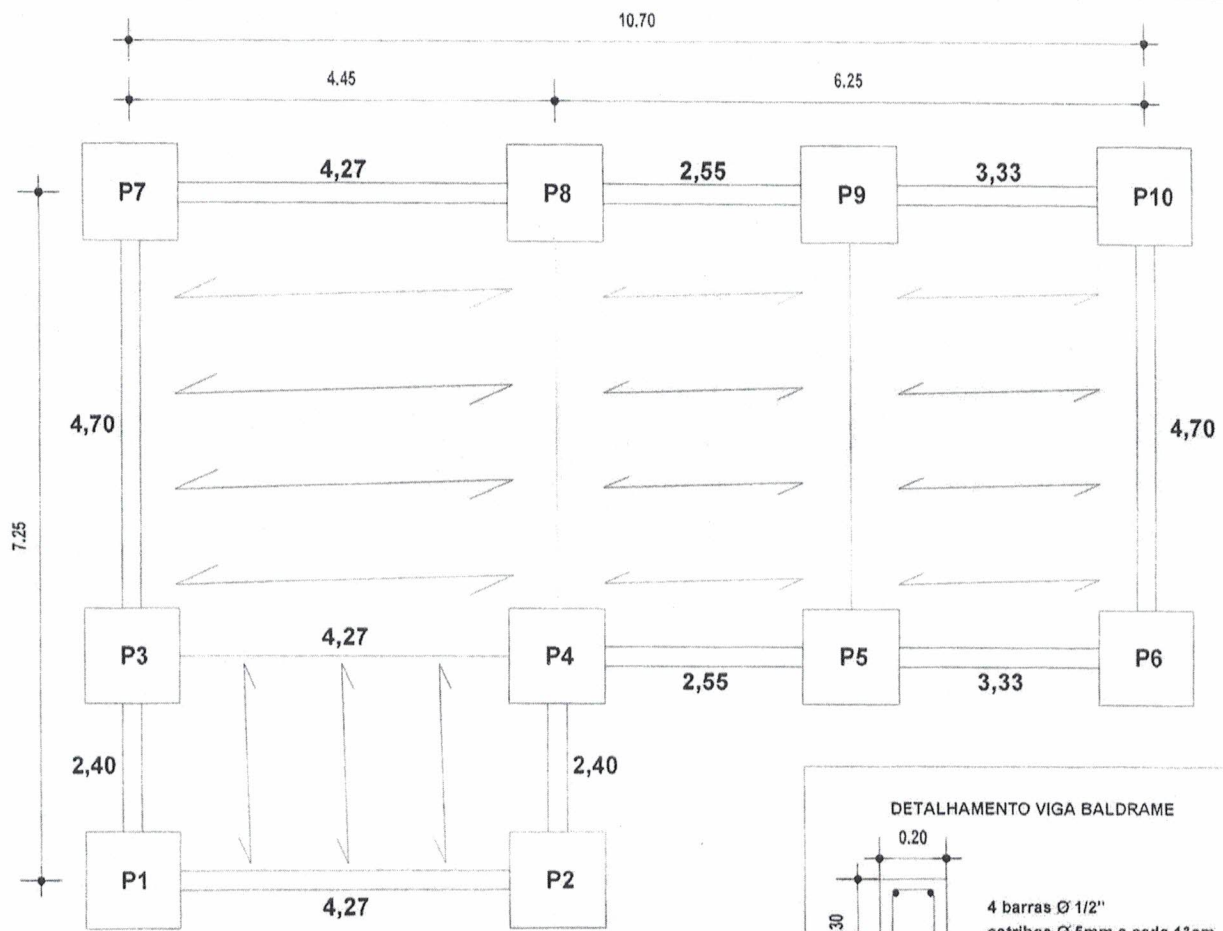 10.70
4.45 6.25
P7 4,27 P8 2,55 P9 3,33 P10
4,70 4,70
7.25
P3 4,27 P4 2,55 P5 3,33 P6
2,40 2,40
P1 4,27 P2
DETALHAMENTO VIGA BALDRAME
0.20
30
4 barras Ø 1/2"